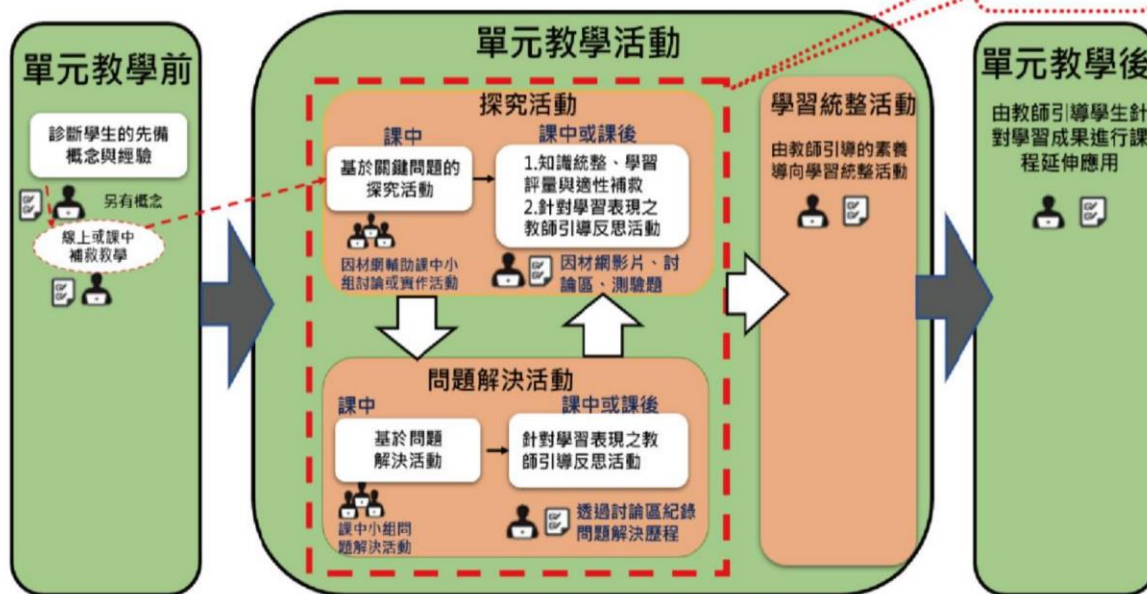 單元教學前
診斷學生的先備
概念與經驗
另有概念
線上或課中
補救教學
單元教學活動
探究活動
課中
基於關鍵問題的
探究活動
因材網輔助課中小
組討論或實作活動
課中或課後
1.知識統整、學習
評量與適性補救
2.針對學習表現之
教師引導反思活動
因材網影片、討
論區、測驗題
問題解決活動
課中
基於問題
解決活動
課中小組問
題解決活動
課中或課後
針對學習表現之教
師引導反思活動
透過討論區紀錄
問題解決歷程
學習統整活動
由教師引導的素養
導向學習統整活動
單元教學後
由教師引導學生針
對學習成果進行課
程延伸應用